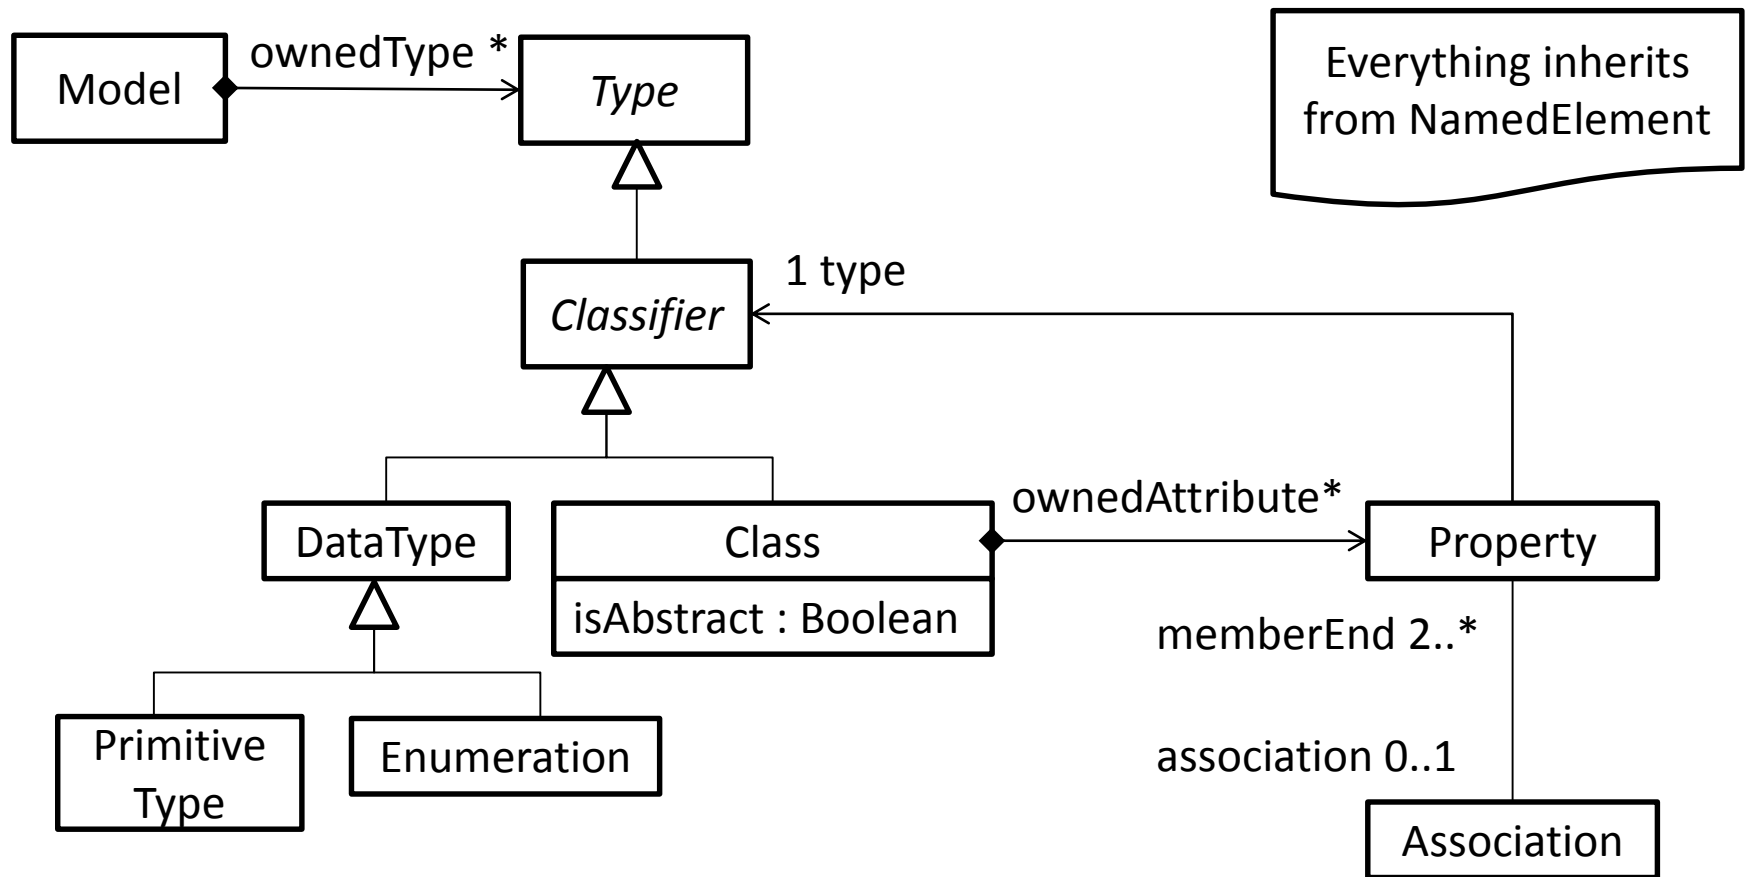 Model
ownedType *
Type
Everything inherits
from NamedElement
Classifier
1 type
DataType
Class
isAbstract : Boolean
ownedAttribute*
Property
memberEnd 2..*
Primitive
Type
Enumeration
association 0..1
Association